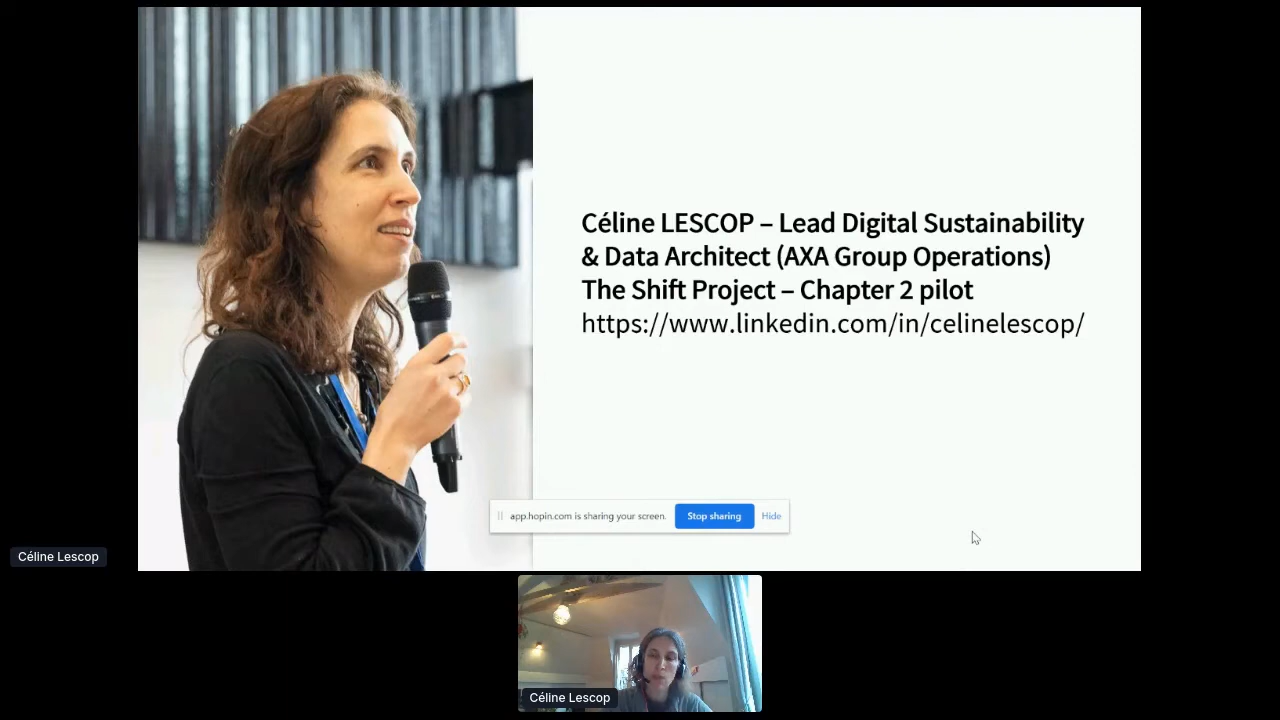 Céline LESCOP – Lead Digital Sustainability
& Data Architect (AXA Group Operations)
The Shift Project – Chapter 2 pilot
https://www.linkedin.com/in/celinelescop/
app.hopin.com is sharing your screen.
Stop sharing
Hide
Céline Lescop
Céline Lescop